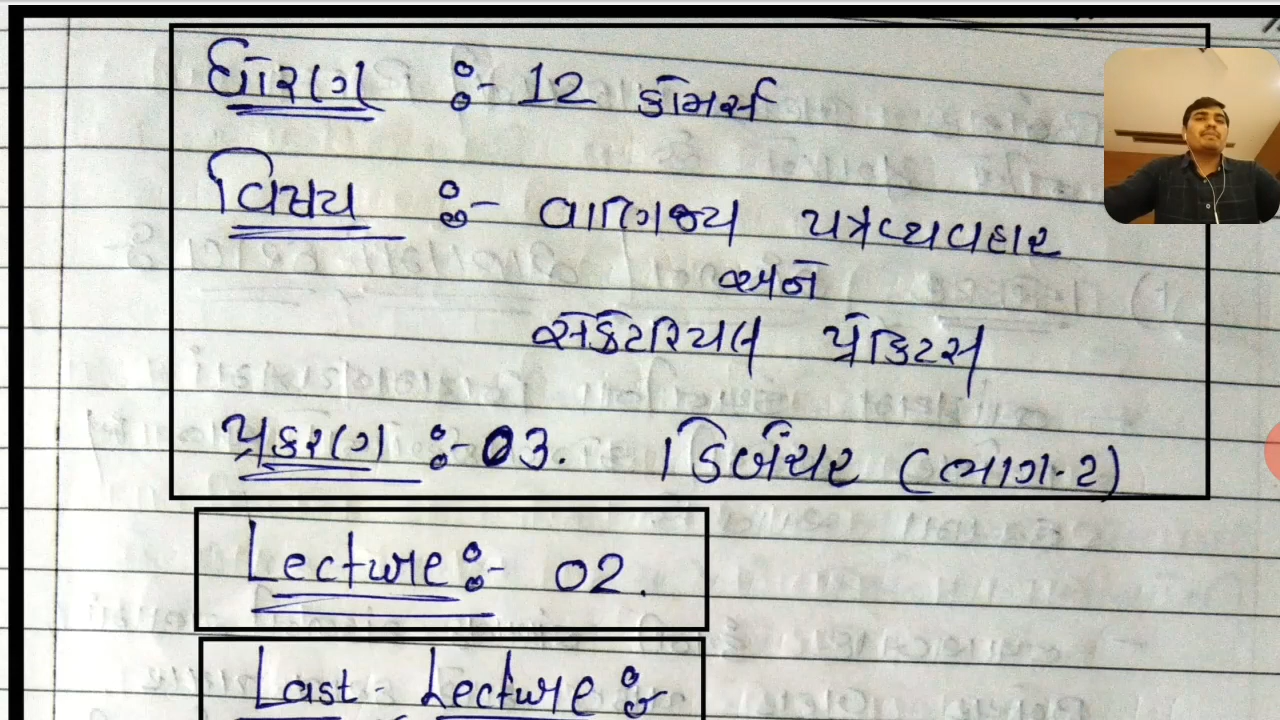 ધોરણ :- 12 કોમર્સ
વિષય :- વાણિજ્ય પત્રવ્યવહાર
અને
સેક્રેટરિયલ પ્રેક્ટિસ
પ્રકરણ :- 03. ડિબેંચર (ભાગ-2)
Lecture :- 02.
Last - Lecture :-